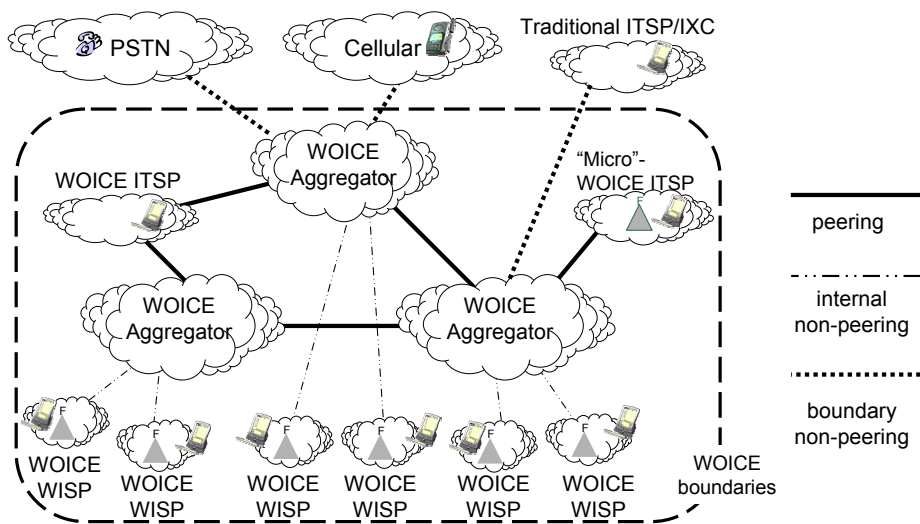 Traditional ITSP/IXC
PSTN
Cellular
WOICE
Aggregator
"Micro"-
WOICE ITSP
WOICE ITSP
F
peering
WOICE
Aggregator
WOICE
Aggregator
internal
non-peering
boundary
non-peering
F
WOICE
WISP
F
WOICE
WISP
F
WOICE
WISP
F
WOICE
WISP
F
WOICE
WISP
F
WOICE
WISP
WOICE
boundaries